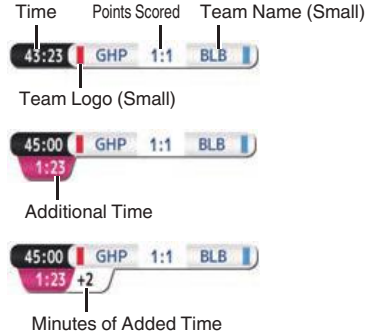 Time Points Scored Team Name (Small)
43:23 GHP 1:1 BLB
Team Logo (Small)
45:00 GHP 1:1 BLB
1:23
Additional Time
45:00 GHP 1:1 BLB
1:23 +2
Minutes of Added Time